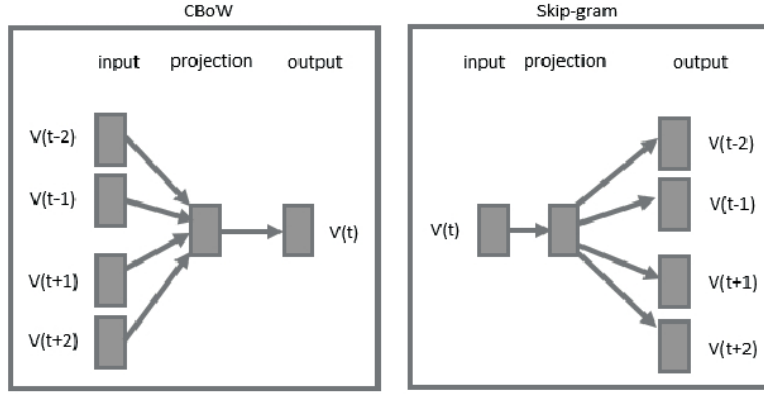 CBoW
input projection output
V(t-2)
V(t-1)
V(t)
V(t+1)
V(t+2)
Skip-gram
input projection output
V(t-2)
V(t-1)
V(t)
V(t+1)
V(t+2)